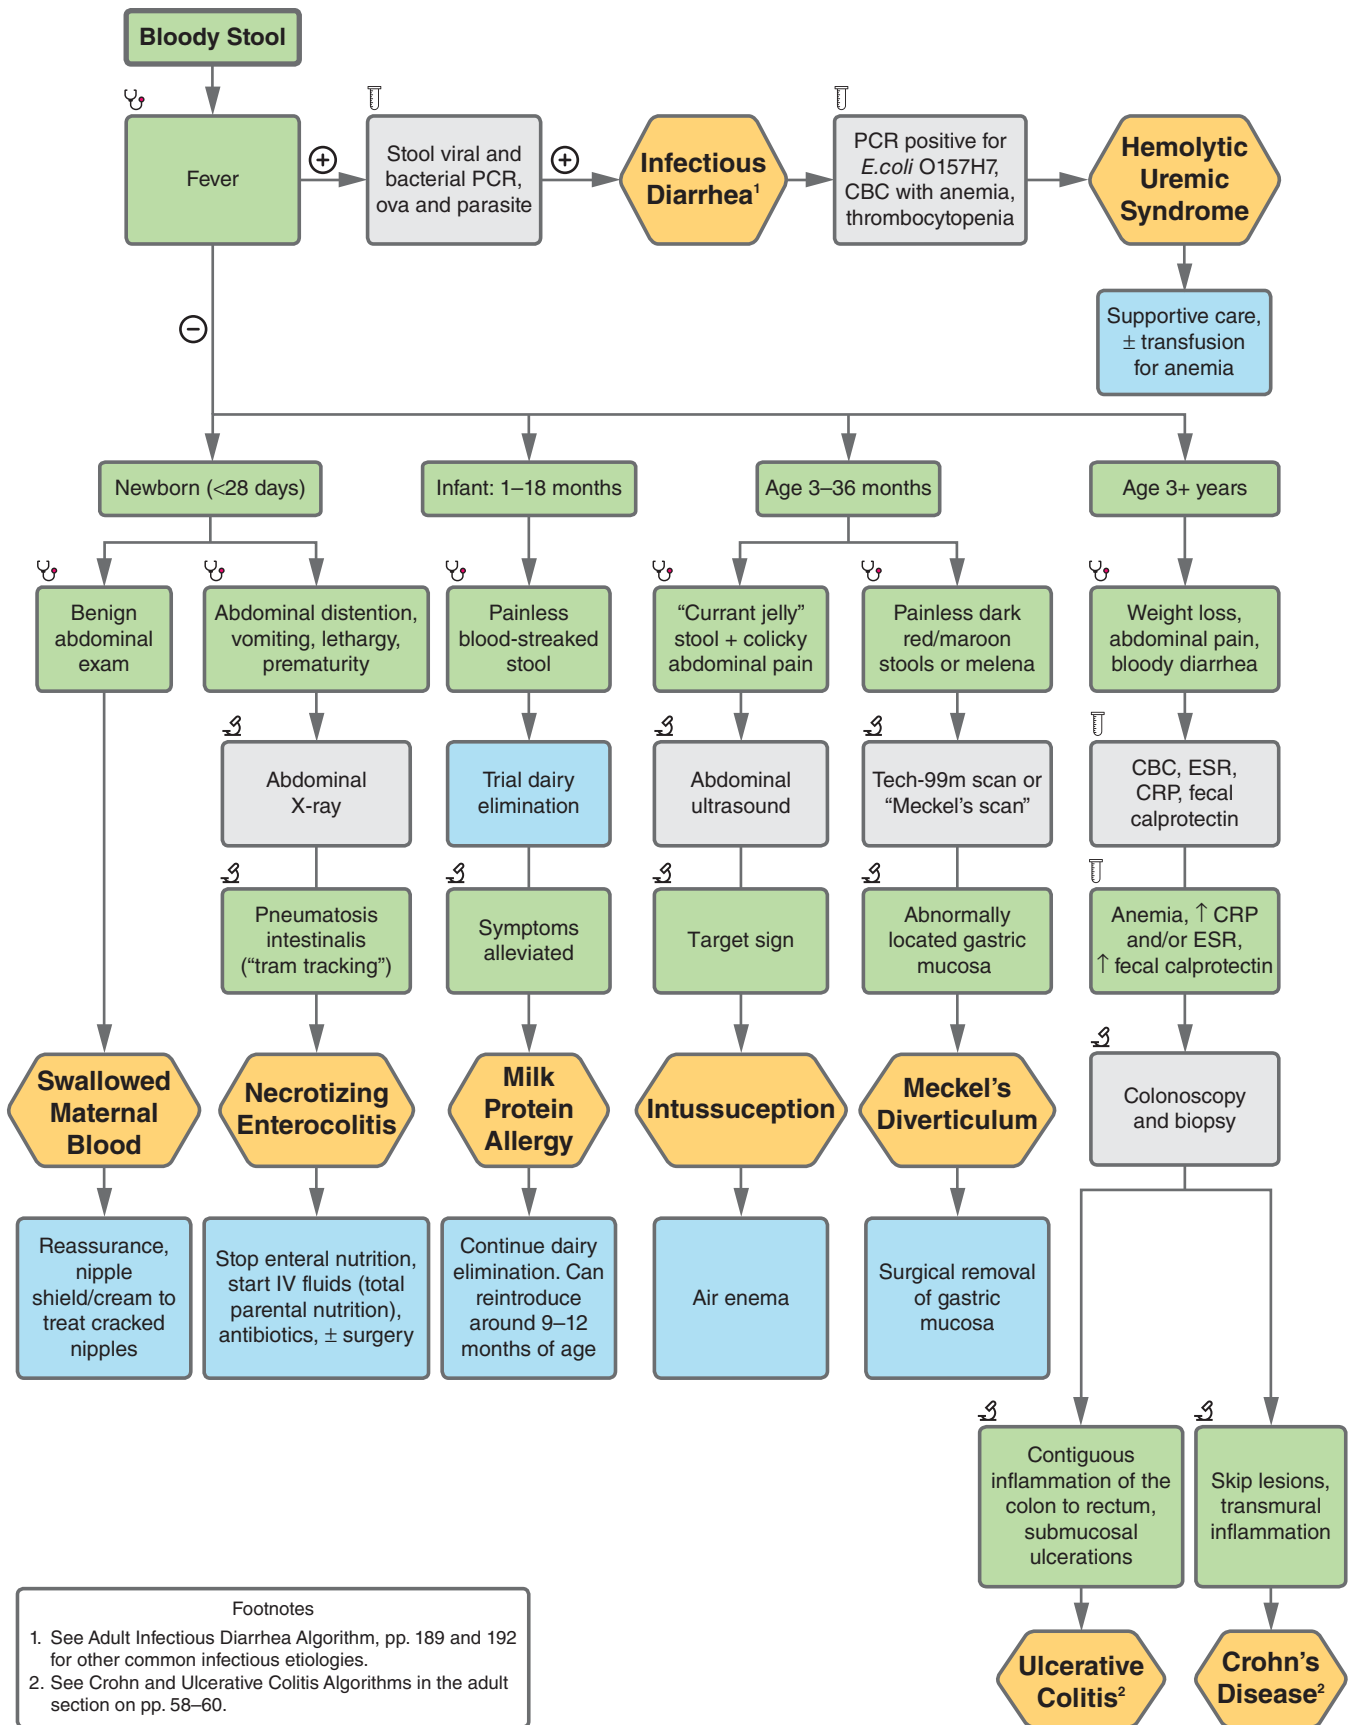 Bloody Stool
Fever
+
Stool viral and
bacterial PCR,
ova and parasite
+
Infectious
Diarrhea1
PCR positive for
E.coli O157H7,
CBC with anemia,
thrombocytopenia
Hemolytic
Uremic
Syndrome
Supportive care,
± transfusion
for anemia
−
Newborn (<28 days)
Infant: 1–18 months
Age 3–36 months
Age 3+ years
Benign
abdominal
exam
Abdominal distention,
vomiting, lethargy,
prematurity
Painless
blood-streaked
stool
“Currant jelly”
stool + colicky
abdominal pain
Painless dark
red/maroon
stools or melena
Weight loss,
abdominal pain,
bloody diarrhea
Abdominal
X-ray
Trial dairy
elimination
Abdominal
ultrasound
Tech-99m scan or
“Meckel’s scan”
CBC, ESR,
CRP, fecal
calprotectin
Pneumatosis
intestinalis
(“tram tracking”)
Symptoms
alleviated
Target sign
Abnormally
located gastric
mucosa
Anemia, ↑ CRP
and/or ESR,
↑ fecal calprotectin
Swallowed
Maternal
Blood
Necrotizing
Enterocolitis
Milk
Protein
Allergy
Intussuception
Meckel’s
Diverticulum
Colonoscopy
and biopsy
Reassurance,
nipple
shield/cream to
treat cracked
nipples
Stop enteral nutrition,
start IV fluids (total
parental nutrition),
antibiotics, ± surgery
Continue dairy
elimination. Can
reintroduce
around 9–12
months of age
Air enema
Surgical removal
of gastric
mucosa
Contiguous
inflammation of the
colon to rectum,
submucosal
ulcerations
Skip lesions,
transmural
inflammation
Ulcerative
Colitis2
Crohn’s
Disease2
Footnotes
1. See Adult Infectious Diarrhea Algorithm, pp. 189 and 192
for other common infectious etiologies.
2. See Crohn and Ulcerative Colitis Algorithms in the adult
section on pp. 58–60.